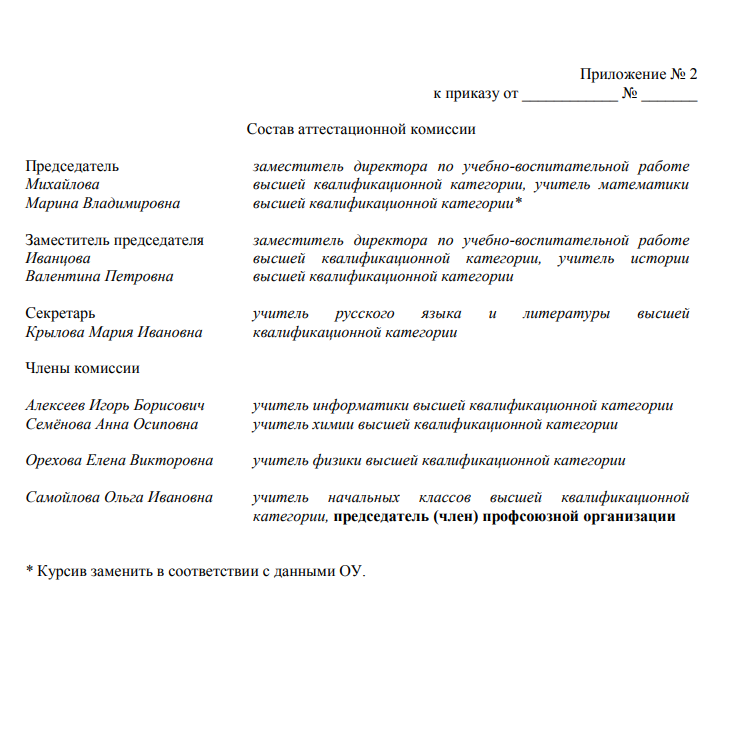 Приложение № 2
к приказу от ____________ № _______
Состав аттестационной комиссии
Председатель
Михайлова
Марина Владимировна
заместитель директора по учебно-воспитательной работе
высшей квалификационной категории, учитель математики
высшей квалификационной категории*
Заместитель председателя
Иванцова
Валентина Петровна
заместитель директора по учебно-воспитательной работе
высшей квалификационной категории, учитель истории
высшей квалификационной категории
Секретарь
Крылова Мария Ивановна
учитель русского языка и литературы высшей
квалификационной категории
Члены комиссии
Алексеев Игорь Борисович
учитель информатики высшей квалификационной категории
Семёнова Анна Осиповна
учитель химии высшей квалификационной категории
Орехова Елена Викторовна
учитель физики высшей квалификационной категории
Самойлова Ольга Ивановна
учитель начальных классов высшей квалификационной
категории, председатель (член) профсоюзной организации
* Курсив заменить в соответствии с данными ОУ.